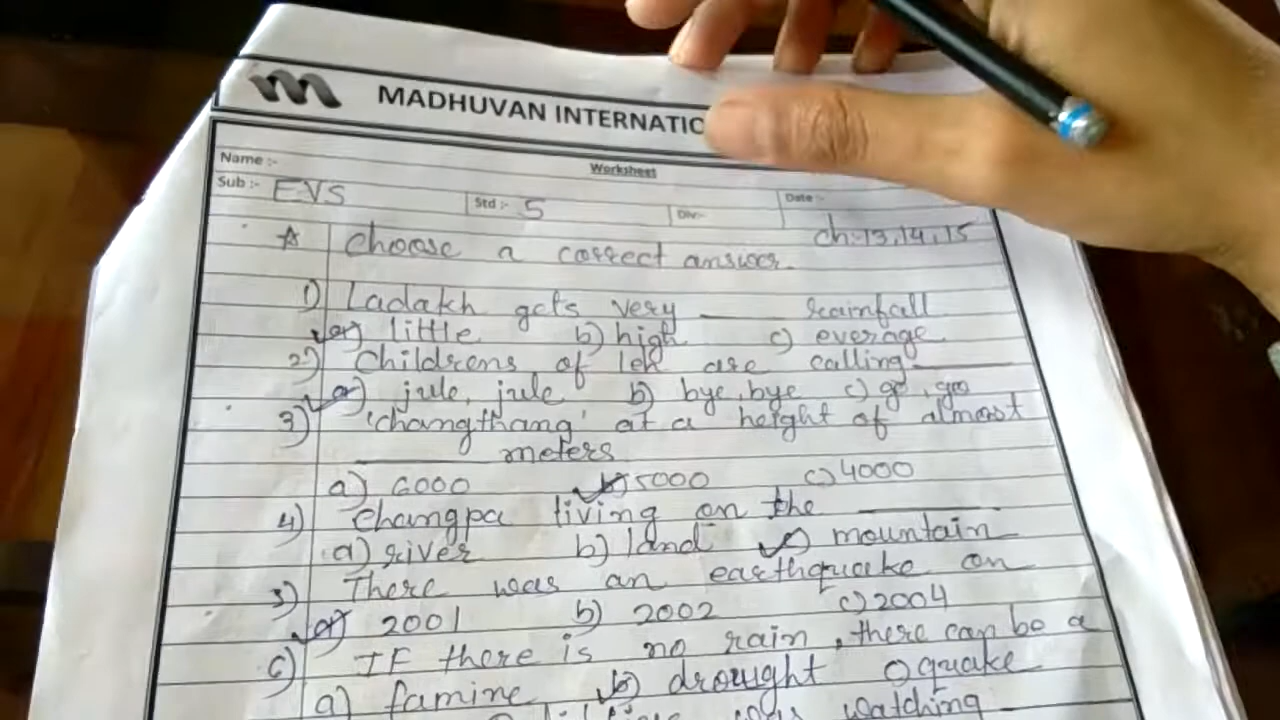 MADHUVAN INTERNATIO
Worksheet
Name :-
Sub :- EVS
Std :- 5
Div:-
Date :-
☆ Choose a correct answer.
ch:-13,14,15
1) Ladakh gets very ____ rainfall
a) little b) high c) everage
2) Childrens of leh are calling ____
a) jule, jule b) bye, bye c) go, go
3) 'changthang' at a height of almost
____ meters
a) 6000 b) 5000 c) 4000
4) Changpa living on the ____
a) river b) land c) mountain
5) There was an earthquake on
a) 2001 b) 2002 c) 2004
6) IF there is no rain, there can be a
a) famine b) drought c) quake
was watching